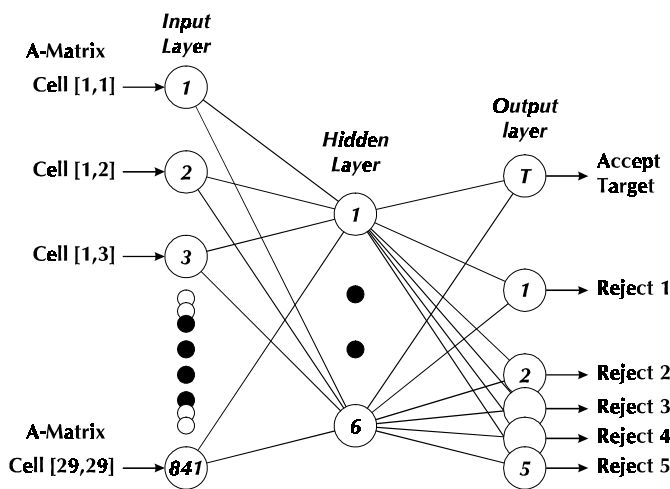 Input
Layer
A-Matrix
Cell [1,1]
1
Cell [1,2]
2
Cell [1,3]
3
A-Matrix
Cell [29,29]
841
Hidden
Layer
1
6
Output
layer
T
Accept
Target
1
Reject 1
2
Reject 2
Reject 3
Reject 4
5
Reject 5